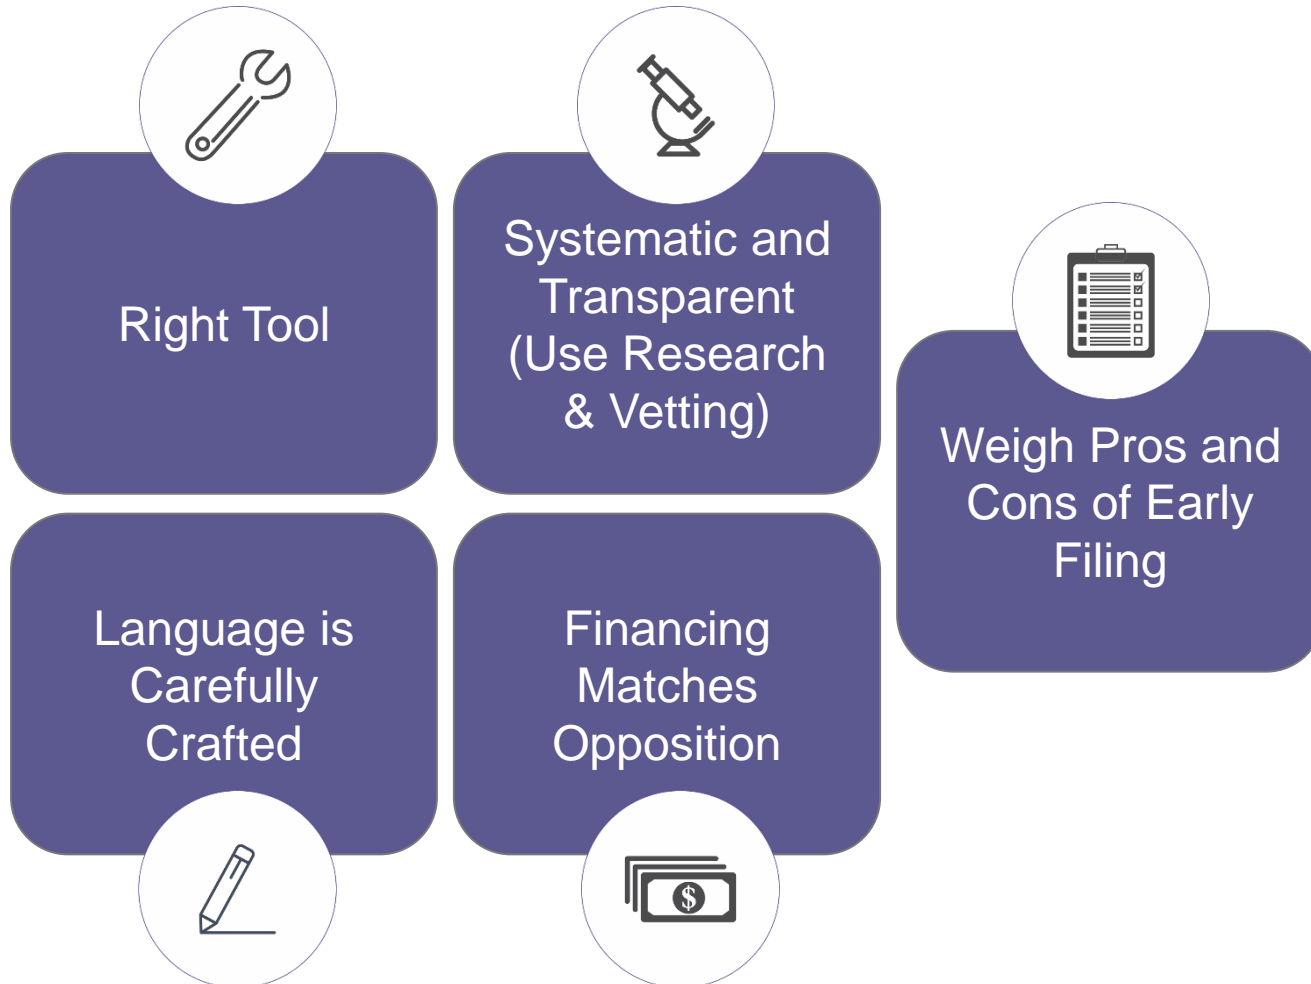 Right Tool
Systematic and
Transparent
(Use Research
& Vetting)
Weigh Pros and
Cons of Early
Filing
Language is
Carefully
Crafted
Financing
Matches
Opposition
$